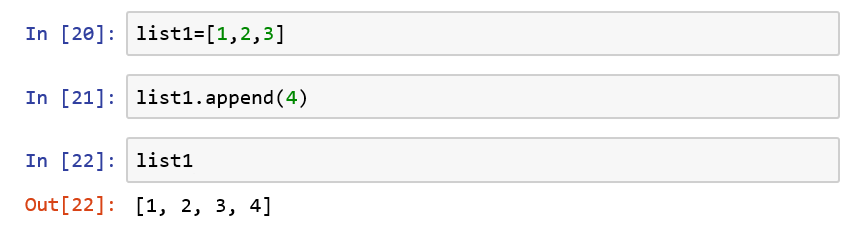 In [20]: list1=[1,2,3]
In [21]: list1.append(4)
In [22]: list1
Out[22]: [1, 2, 3, 4]